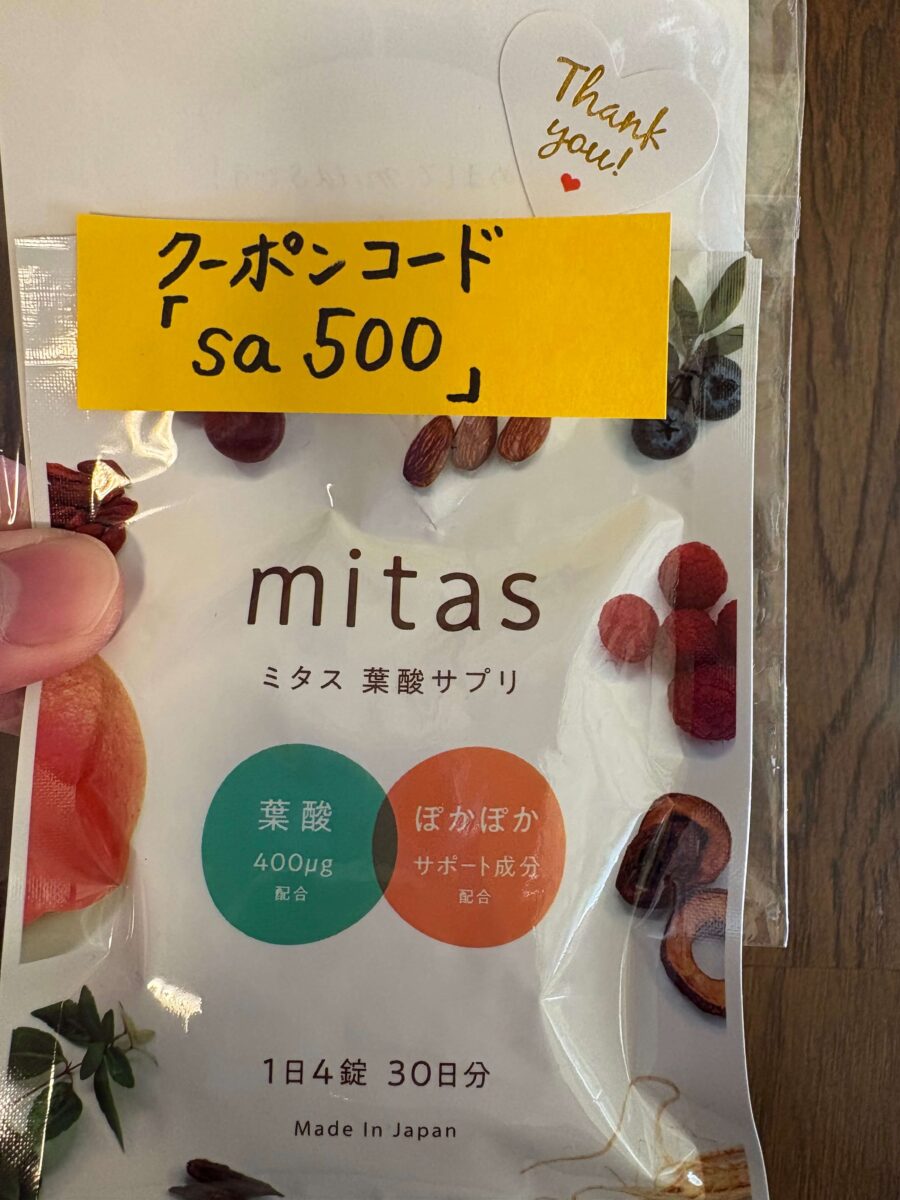 Thank
you!
クーポンコード
「sa500」
mitas
ミタス 葉酸サプリ
葉酸
400μg
配合
ぽかぽか
サポート成分
配合
1日4錠 30日分
Made In Japan